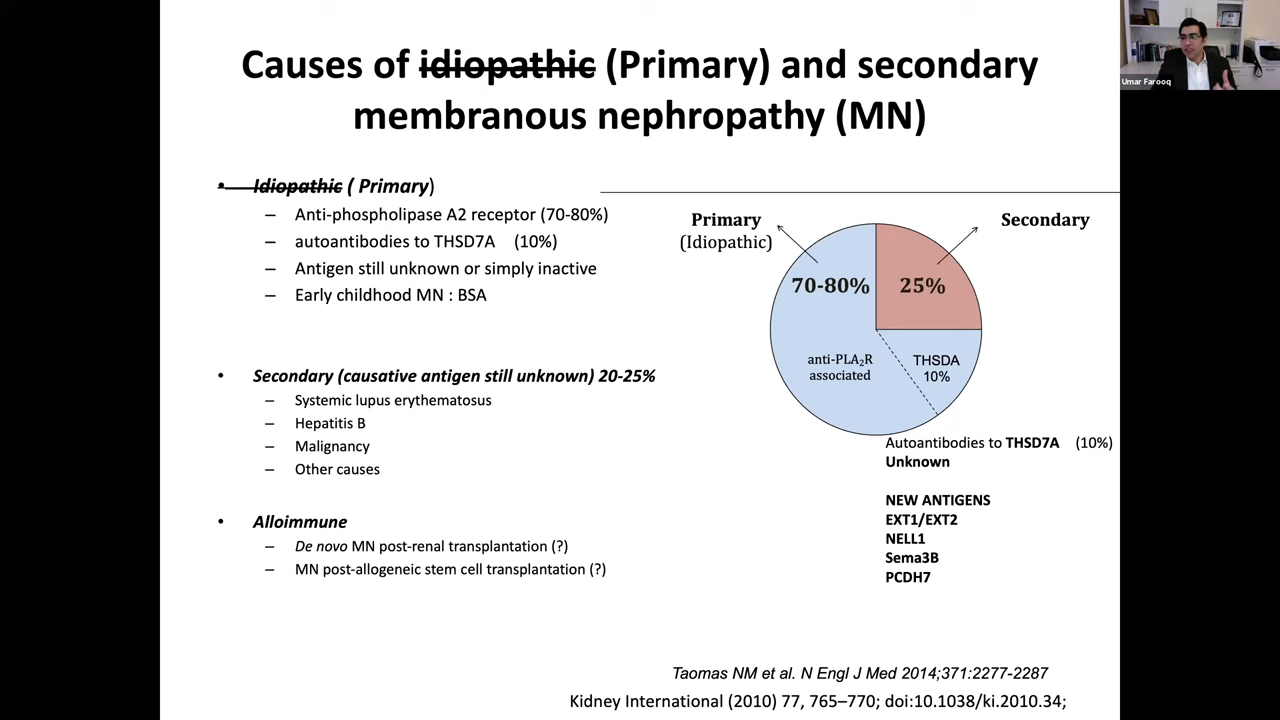 Causes of idiopathic (Primary) and secondary
membranous nephropathy (MN)
Umar Farooq
• Idiopathic ( Primary)
– Anti-phospholipase A2 receptor (70-80%)
– autoantibodies to THSD7A (10%)
– Antigen still unknown or simply inactive
– Early childhood MN : BSA
• Secondary (causative antigen still unknown) 20-25%
– Systemic lupus erythematosus
– Hepatitis B
– Malignancy
– Other causes
• Alloimmune
– De novo MN post-renal transplantation (?)
– MN post-allogeneic stem cell transplantation (?)
Primary
(Idiopathic)
Secondary
70-80%
25%
anti-PLA₂R
associated
THSDA
10%
Autoantibodies to THSD7A (10%)
Unknown
NEW ANTIGENS
EXT1/EXT2
NELL1
Sema3B
PCDH7
Taomas NM et al. N Engl J Med 2014;371:2277-2287
Kidney International (2010) 77, 765–770; doi:10.1038/ki.2010.34;